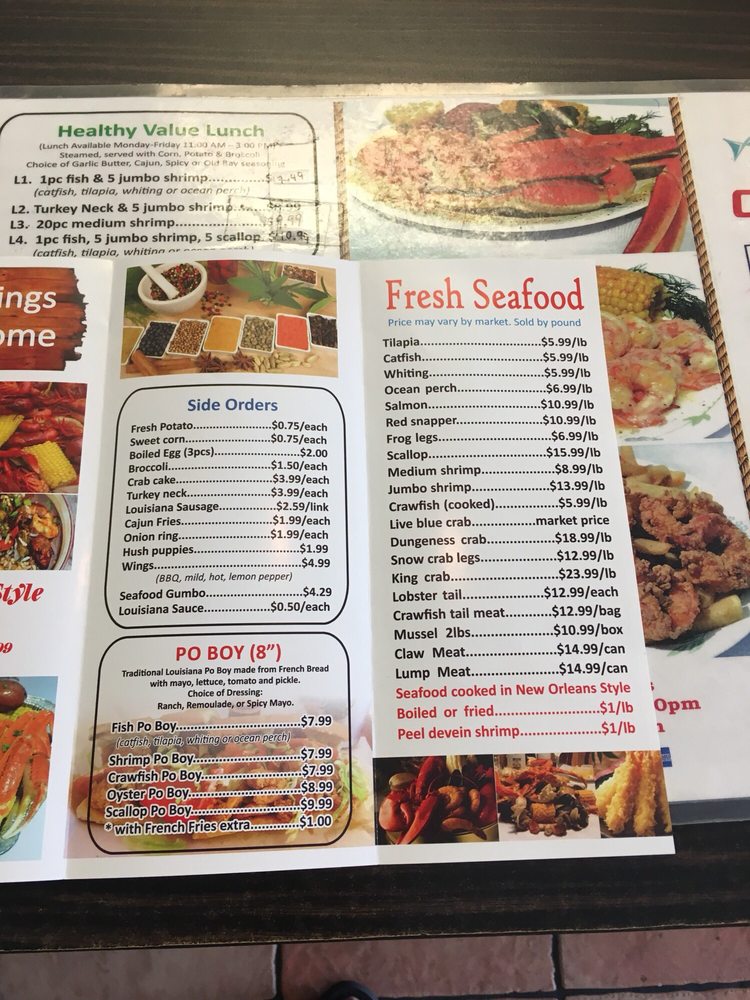 Healthy Value Lunch
(Lunch Available Monday-Friday 11:00 AM – 3:00 PM)
Steamed, served with Corn, Potato & Broccoli
Choice of Garlic Butter, Cajun, Spicy or Old Bay seasoning
L1. 1pc fish & 5 jumbo shrimp.............$7.49
(catfish, tilapia, whiting or ocean perch)
L2. Turkey Neck & 5 jumbo shrimp
L3. 20pc medium shrimp
L4. 1pc fish, 5 jumbo shrimp, 5 scallop
(catfish, tilapia, whiting or ocean perch)
ings
ome
Style
99
Side Orders
Fresh Potato.......................$0.75/each
Sweet corn.........................$0.75/each
Boiled Egg (3pcs).........................$2.00
Broccoli..............................$1.50/each
Crab cake............................$3.99/each
Turkey neck.........................$3.99/each
Louisiana Sausage................$2.59/link
Cajun Fries..........................$1.99/each
Onion ring...........................$1.99/each
Hush puppies...............................$1.99
Wings...........................................$4.99
(BBQ, mild, hot, lemon pepper)
Seafood Gumbo..........................$4.29
Louisiana Sauce....................$0.50/each
PO BOY (8")
Traditional Louisiana Po Boy made from French Bread
with mayo, lettuce, tomato and pickle.
Choice of Dressing:
Ranch, Remoulade, or Spicy Mayo.
Fish Po Boy..............................$7.99
(catfish, tilapia, whiting or ocean perch)
Shrimp Po Boy..........................$7.99
Crawfish Po Boy........................$7.99
Oyster Po Boy...........................$8.99
Scallop Po Boy..........................$9.99
* with French Fries extra............$1.00
Fresh Seafood
Price may vary by market. Sold by pound
Tilapia...............................$5.99/lb
Catfish...............................$5.99/lb
Whiting..............................$5.99/lb
Ocean perch.......................$6.99/lb
Salmon.............................$10.99/lb
Red snapper......................$10.99/lb
Frog legs.............................$6.99/lb
Scallop..............................$15.99/lb
Medium shrimp...................$8.99/lb
Jumbo shrimp....................$13.99/lb
Crawfish (cooked)................$5.99/lb
Live blue crab................market price
Dungeness crab.................$18.99/lb
Snow crab legs...................$12.99/lb
King crab............................$23.99/lb
Lobster tail.....................$12.99/each
Crawfish tail meat............$12.99/bag
Mussel 2lbs.....................$10.99/box
Claw Meat........................$14.99/can
Lump Meat.......................$14.99/can
Seafood cooked in New Orleans Style
Boiled or fried............................$1/lb
Peel devein shrimp.....................$1/lb
0pm